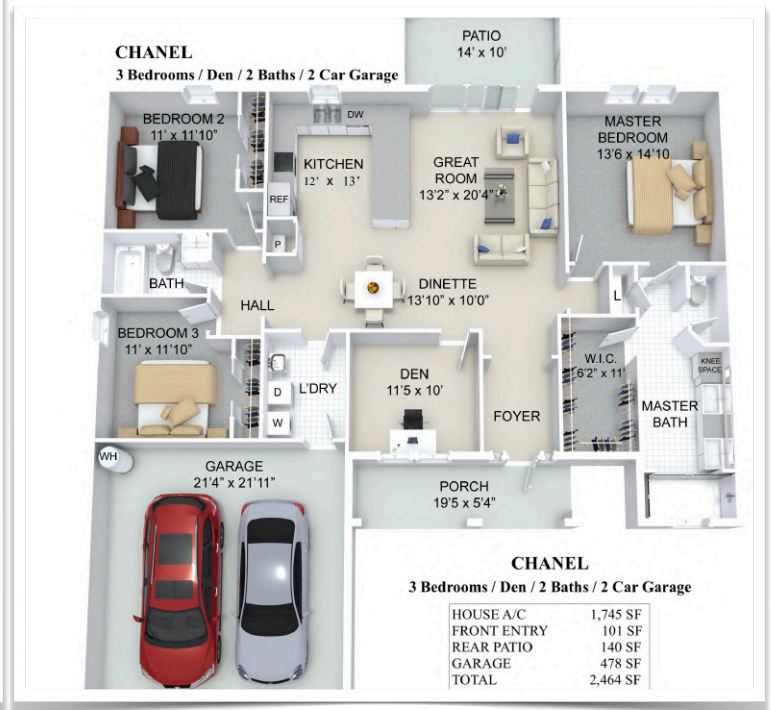 CHANEL
3 Bedrooms / Den / 2 Baths / 2 Car Garage
PATIO
14' x 10'
BEDROOM 2
11' x 11'10"
DW
KITCHEN
12' x 13'
REF
P
GREAT
ROOM
13'2" x 20'4"
MASTER
BEDROOM
13'6 x 14'10
BATH
HALL
DINETTE
13'10" x 10'0"
L
BEDROOM 3
11' x 11'10"
D
W
L'DRY
DEN
11'5 x 10'
FOYER
W.I.C.
6'2" x 11'
KNEE
SPACE
MASTER
BATH
WH
GARAGE
21'4" x 21'11"
PORCH
19'5 x 5'4"
CHANEL
3 Bedrooms / Den / 2 Baths / 2 Car Garage
HOUSE A/C 1,745 SF
FRONT ENTRY 101 SF
REAR PATIO 140 SF
GARAGE 478 SF
TOTAL 2,464 SF